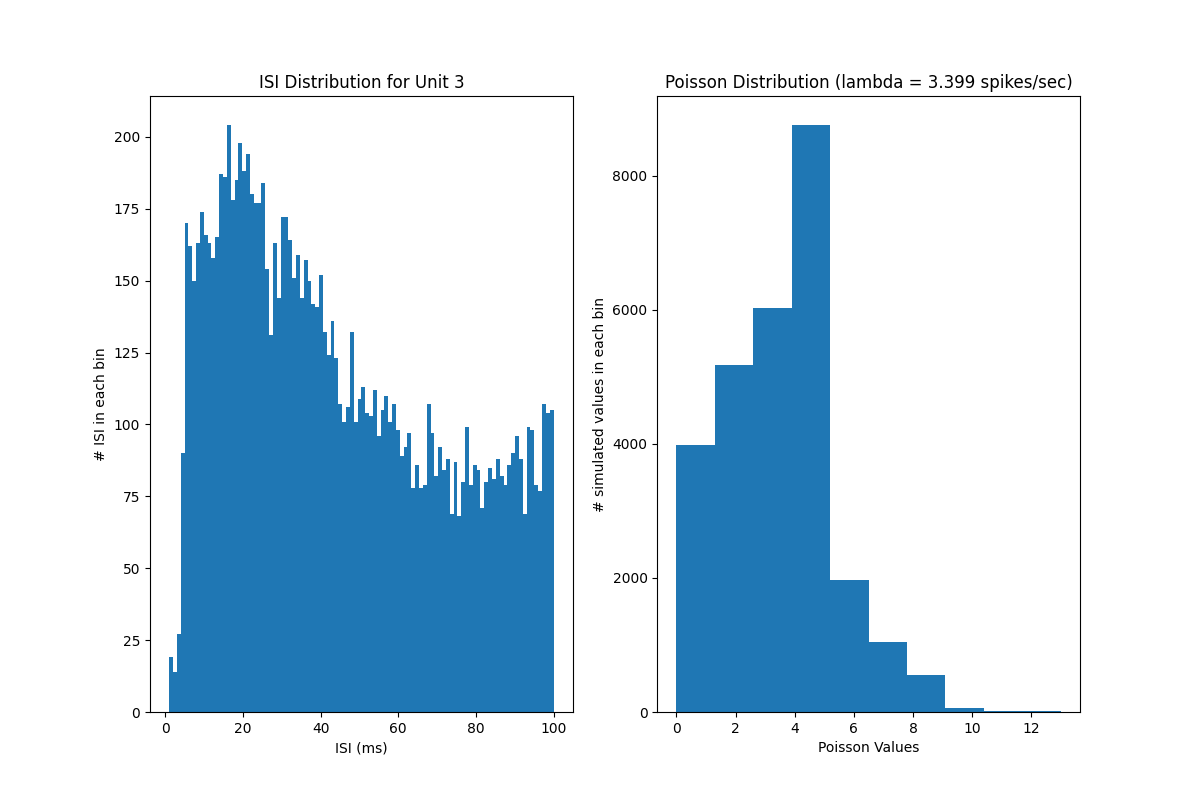 ISI Distribution for Unit 3
# ISI in each bin
200
175
150
125
100
75
50
25
0
0 20 40 60 80 100
ISI (ms)
Poisson Distribution (lambda = 3.399 spikes/sec)
# simulated values in each bin
8000
6000
4000
2000
0
0 2 4 6 8 10 12
Poisson Values